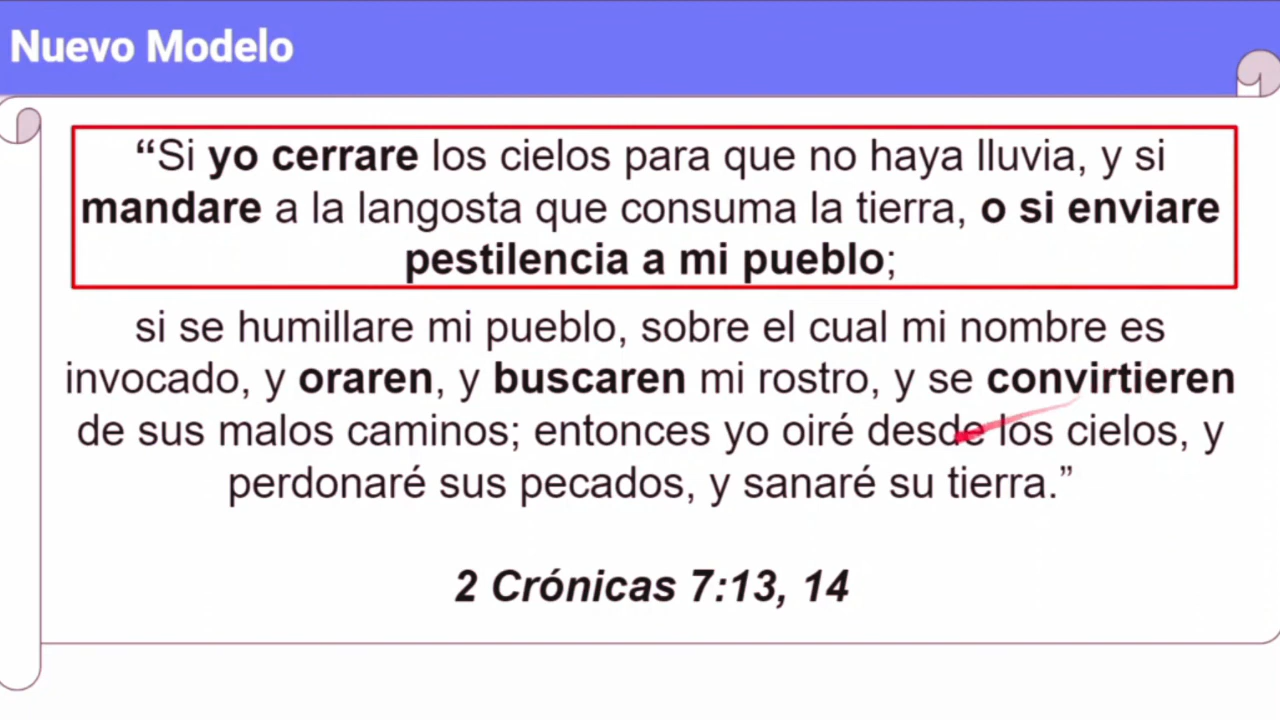 Nuevo Modelo
“Si yo cerrare los cielos para que no haya lluvia, y si
mandare a la langosta que consuma la tierra, o si enviare
pestilencia a mi pueblo;
si se humillare mi pueblo, sobre el cual mi nombre es
invocado, y oraren, y buscaren mi rostro, y se convirtieren
de sus malos caminos; entonces yo oiré desde los cielos, y
perdonaré sus pecados, y sanaré su tierra.”
2 Crónicas 7:13, 14